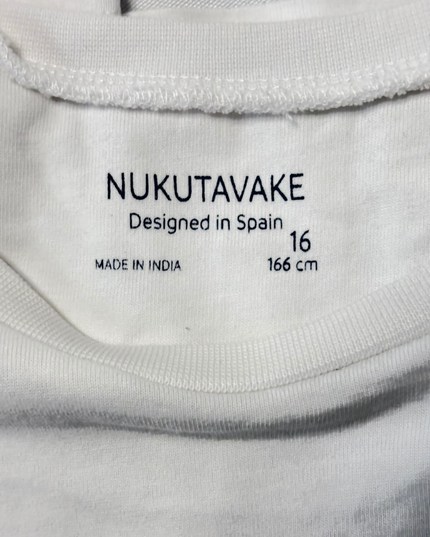 NUKUTAVAKE
Designed in Spain
16
MADE IN INDIA 166 cm